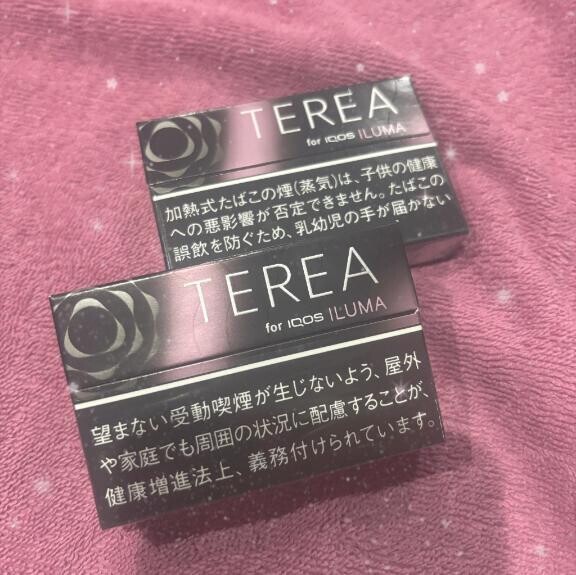 TEREA
for IQOS ILUMA
加熱式たばこの煙(蒸気)は、子供の健康
への悪影響が否定できません。たばこの
誤飲を防ぐため、乳幼児の手が届かない
TEREA
for IQOS ILUMA
望まない受動喫煙が生じないよう、屋外
や家庭でも周囲の状況に配慮することが、
健康増進法上、義務付けられています。